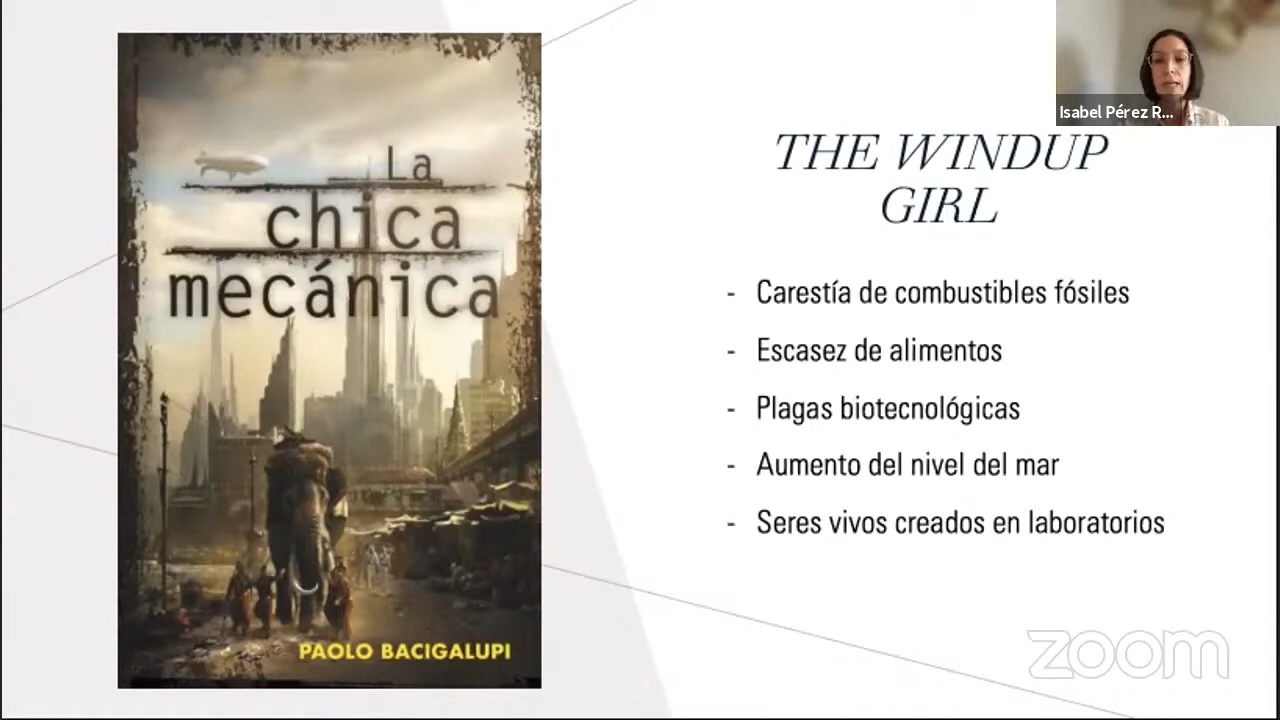 La
chica
mecánica
PAOLO BACIGALUPI
Isabel Pérez R...
THE WINDUP
GIRL
- Carestía de combustibles fósiles
- Escasez de alimentos
- Plagas biotecnológicas
- Aumento del nivel del mar
- Seres vivos creados en laboratorios
zoom